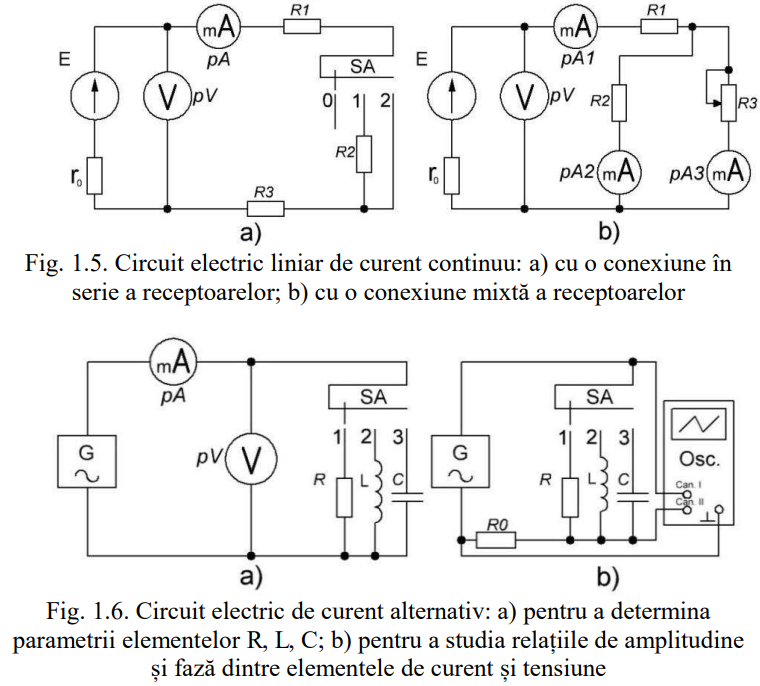 R1 R1
mA mA
E pA SA E pA1
V pV 0 1 2 V pV R2 R3
R2
r₀ r₀ pA2 mA pA3 mA
R3
a) b)
Fig. 1.5. Circuit electric liniar de curent continuu: a) cu o conexiune în
serie a receptoarelor; b) cu o conexiune mixtă a receptoarelor
mA
pA SA SA
G pV V 1 2 3 G 1 2 3 Osc.
R L C R L C Can. I
Can. II
R0
a) b)
Fig. 1.6. Circuit electric de curent alternativ: a) pentru a determina
parametrii elementelor R, L, C; b) pentru a studia relațiile de amplitudine
și fază dintre elementele de curent și tensiune